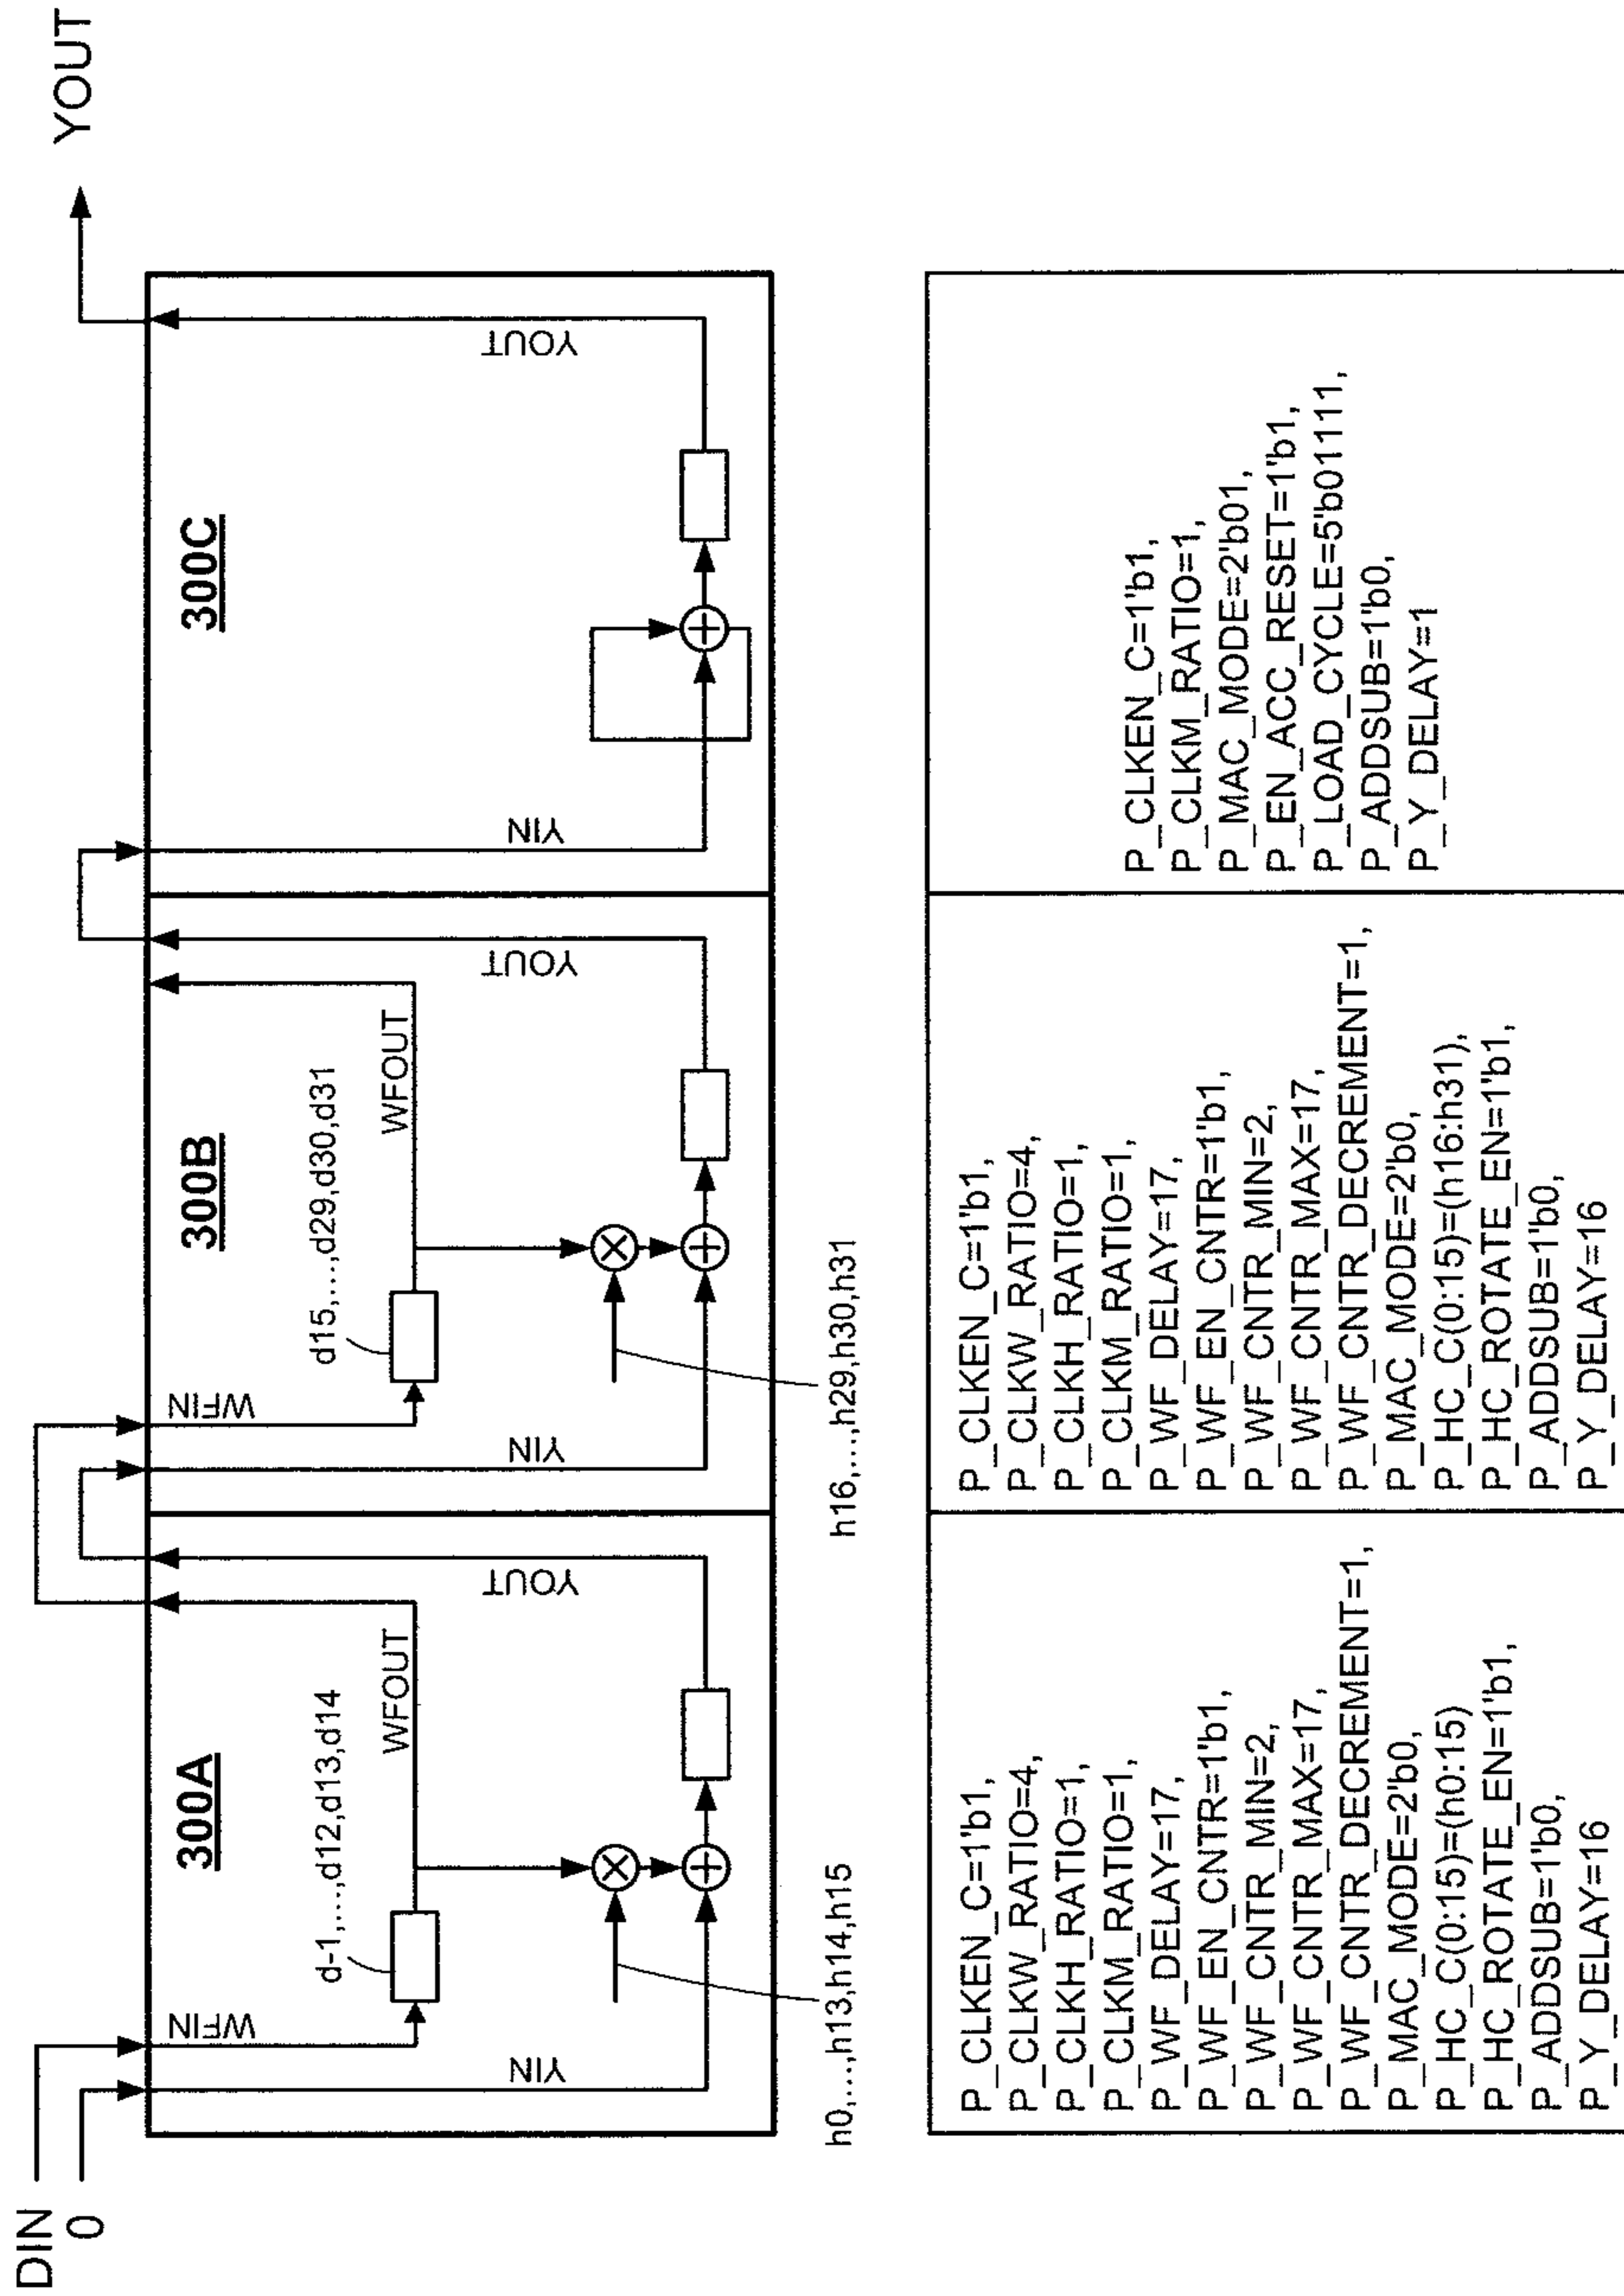 DIN
0
YOUT
300A
WFIN
YIN
d-1,...,d12,d13,d14
WFOUT
YOUT
h0,...,h13,h14,h15
300B
WFIN
YIN
d15,...,d29,d30,d31
WFOUT
YOUT
h16,...,h29,h30,h31
300C
YIN
YOUT
P_CLKEN_C=1'b1,
P_CLKW_RATIO=4,
P_CLKH_RATIO=1,
P_CLKM_RATIO=1,
P_WF_DELAY=17,
P_WF_EN_CNTR=1'b1,
P_WF_CNTR_MIN=2,
P_WF_CNTR_MAX=17,
P_WF_CNTR_DECREMENT=1,
P_MAC_MODE=2'b0,
P_HC_C(0:15)=(h0:15)
P_HC_ROTATE_EN=1'b1,
P_ADDSUB=1'b0,
P_Y_DELAY=16
P_CLKEN_C=1'b1,
P_CLKW_RATIO=4,
P_CLKH_RATIO=1,
P_CLKM_RATIO=1,
P_WF_DELAY=17,
P_WF_EN_CNTR=1'b1,
P_WF_CNTR_MIN=2,
P_WF_CNTR_MAX=17,
P_WF_CNTR_DECREMENT=1,
P_MAC_MODE=2'b0,
P_HC_C(0:15)=(h16:h31),
P_HC_ROTATE_EN=1'b1,
P_ADDSUB=1'b0,
P_Y_DELAY=16
P_CLKEN_C=1'b1,
P_CLKM_RATIO=1,
P_MAC_MODE=2'b01,
P_EN_ACC_RESET=1'b1,
P_LOAD_CYCLE=5'b01111,
P_ADDSUB=1'b0,
P_Y_DELAY=1